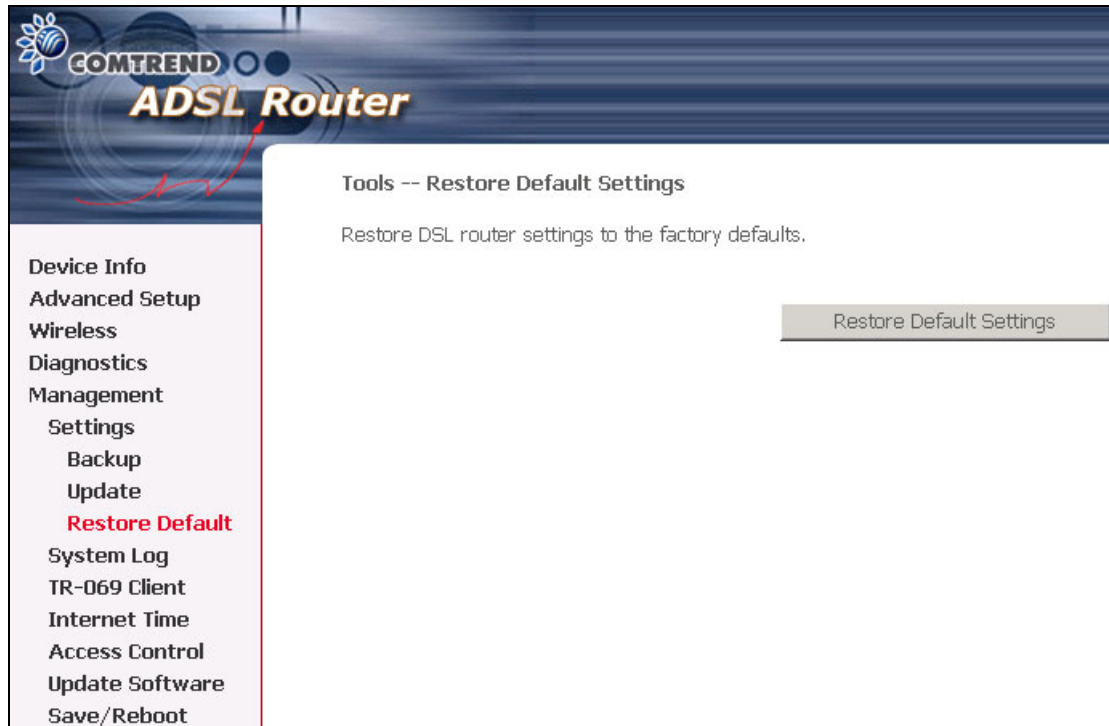 COMTREND
ADSL Router
Tools -- Restore Default Settings
Restore DSL router settings to the factory defaults.
Restore Default Settings
Device Info
Advanced Setup
Wireless
Diagnostics
Management
Settings
Backup
Update
Restore Default
System Log
TR-069 Client
Internet Time
Access Control
Update Software
Save/Reboot